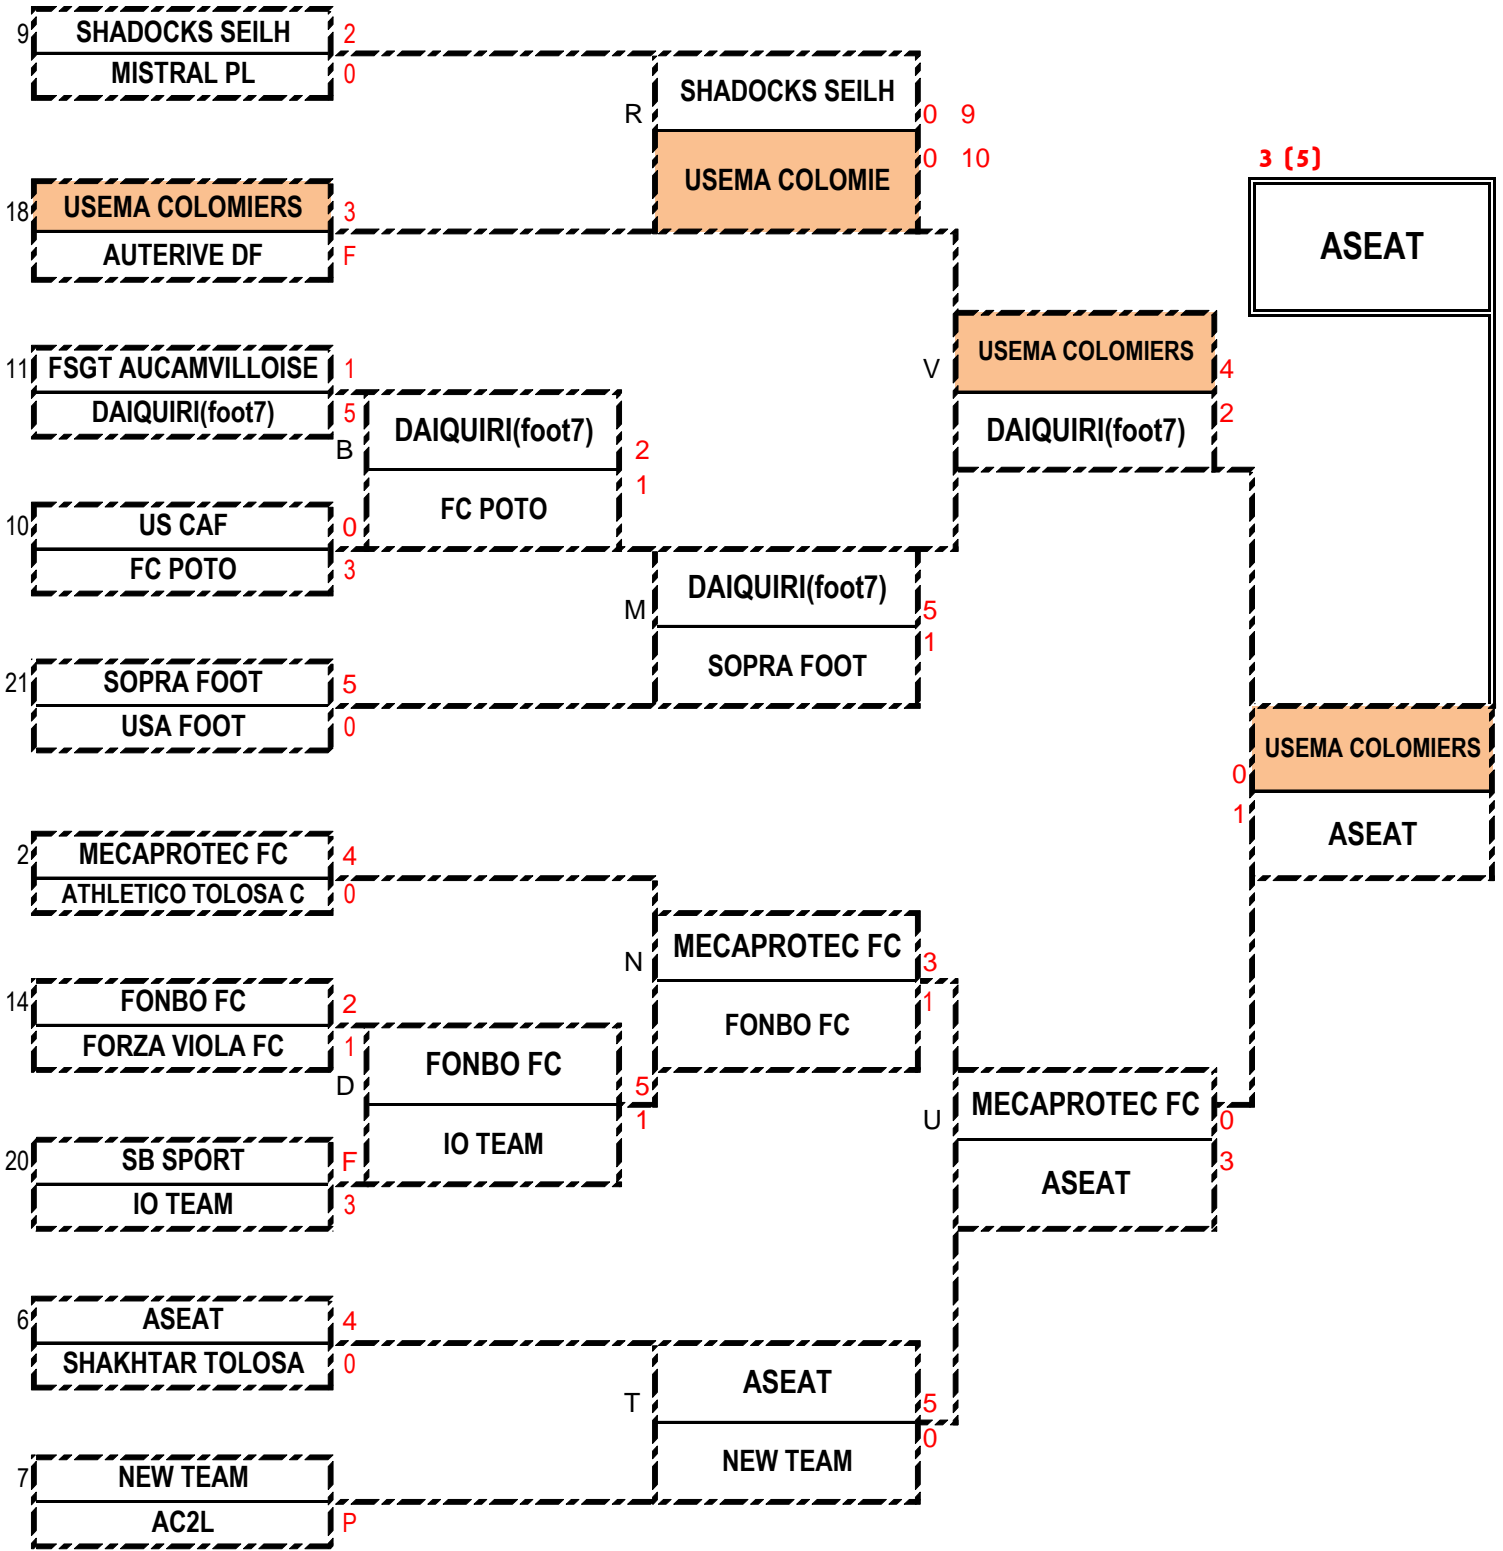 9 SHADOCKS SEILH 2
MISTRAL PL 0
R SHADOCKS SEILH 0 9
USEMA COLOMIE 0 10
3 (5)
ASEAT
18 USEMA COLOMIERS 3
AUTERIVE DF F
11 FSGT AUCAMVILLOISE 1
DAIQUIRI(foot7) 5
V USEMA COLOMIERS 4
DAIQUIRI(foot7) 2
B DAIQUIRI(foot7) 2
FC POTO 1
10 US CAF 0
FC POTO 3
M DAIQUIRI(foot7) 5
SOPRA FOOT 1
21 SOPRA FOOT 5
USA FOOT 0
0 USEMA COLOMIERS
1 ASEAT
2 MECAPROTEC FC 4
ATHLETICO TOLOSA C 0
N MECAPROTEC FC 3
FONBO FC 1
14 FONBO FC 2
FORZA VIOLA FC 1
D FONBO FC 5
IO TEAM 1
U MECAPROTEC FC 0
ASEAT 3
20 SB SPORT F
IO TEAM 3
6 ASEAT 4
SHAKHTAR TOLOSA 0
T ASEAT 5
NEW TEAM 0
7 NEW TEAM
AC2L P